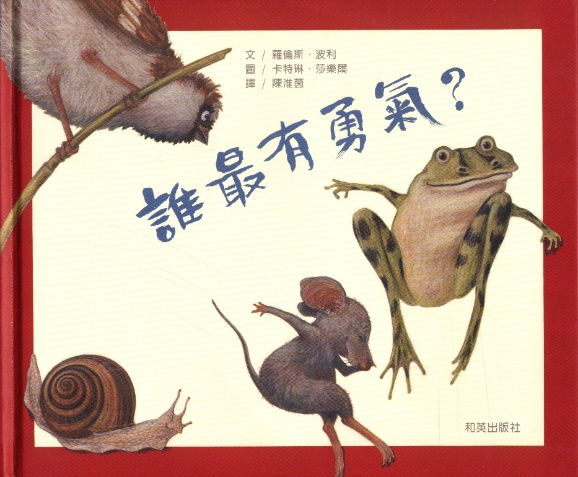 文 / 羅倫斯．波利
圖 / 卡特琳．莎樂爾
譯 / 陳淮茵
誰最有勇氣？
和英出版社